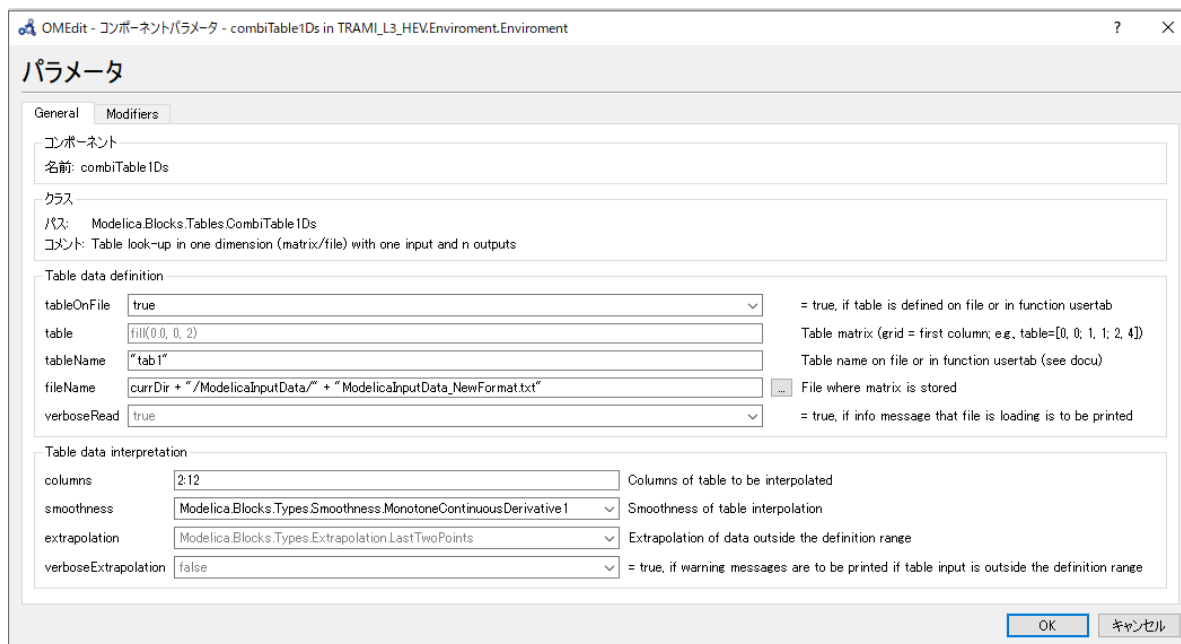 OMEdit - コンポーネントパラメータ - combiTable1Ds in TRAMI_L3_HEV.Enviroment.Enviroment
パラメータ
General Modifiers
コンポーネント
名前: combiTable1Ds
クラス
パス: Modelica.Blocks.Tables.CombiTable1Ds
コメント: Table look-up in one dimension (matrix/file) with one input and n outputs
Table data definition
tableOnFile true = true, if table is defined on file or in function usertab
table fill(0.0, 0, 2) Table matrix (grid = first column; e.g., table=[0, 0; 1, 1; 2, 4])
tableName "tab1" Table name on file or in function usertab (see docu)
fileName currDir + "/ModelicaInputData/" + "ModelicaInputData_NewFormat.txt" ... File where matrix is stored
verboseRead true = true, if info message that file is loading is to be printed
Table data interpretation
columns 2:12 Columns of table to be interpolated
smoothness Modelica.Blocks.Types.Smoothness.MonotoneContinuousDerivative1 Smoothness of table interpolation
extrapolation Modelica.Blocks.Types.Extrapolation.LastTwoPoints Extrapolation of data outside the definition range
verboseExtrapolation false = true, if warning messages are to be printed if table input is outside the definition range
OK キャンセル